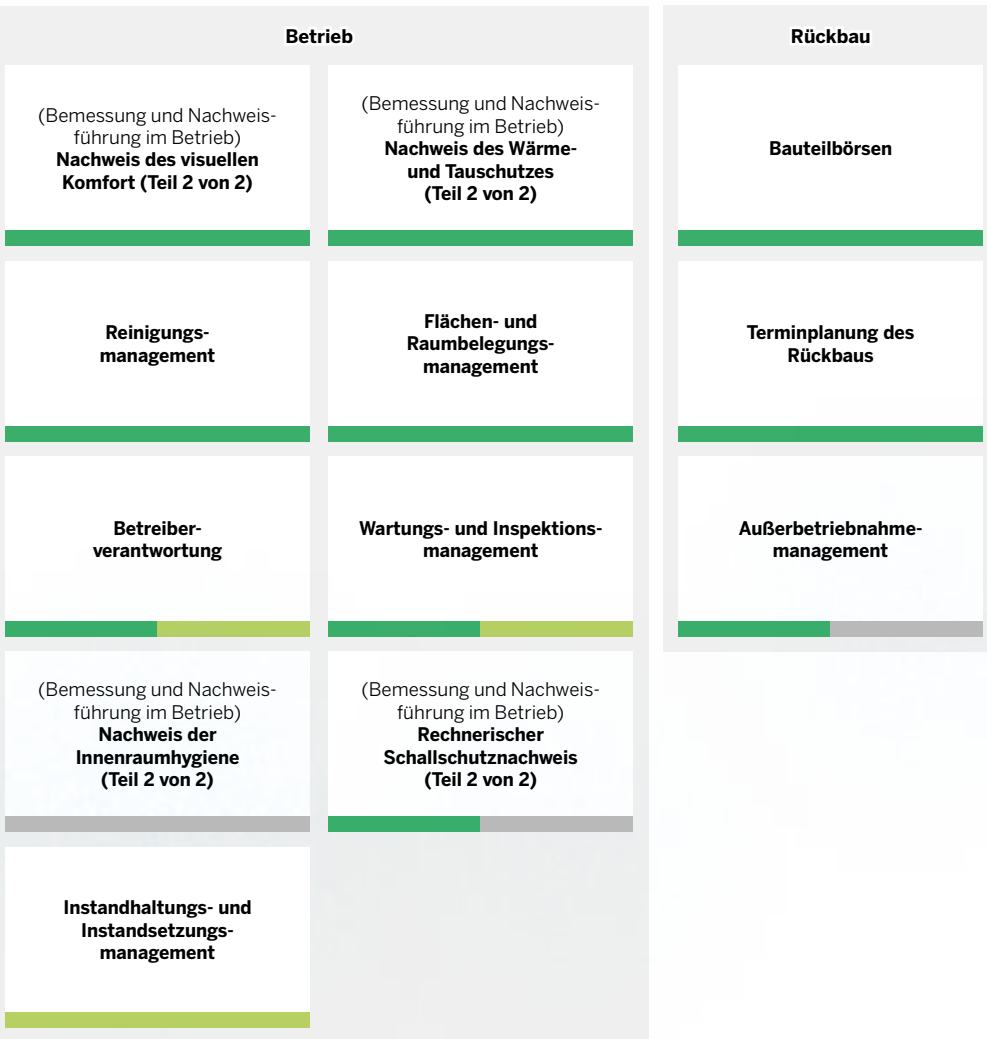 Betrieb
(Bemessung und Nachweis-
führung im Betrieb)
Nachweis des visuellen
Komfort (Teil 2 von 2)
(Bemessung und Nachweis-
führung im Betrieb)
Nachweis des Wärme-
und Tauschutzes
(Teil 2 von 2)
Reinigungs-
management
Flächen- und
Raumbelegungs-
management
Betreiber-
verantwortung
Wartungs- und Inspektions-
management
(Bemessung und Nachweis-
führung im Betrieb)
Nachweis der
Innenraumhygiene
(Teil 2 von 2)
(Bemessung und Nachweis-
führung im Betrieb)
Rechnerischer
Schallschutznachweis
(Teil 2 von 2)
Instandhaltungs- und
Instandsetzungs-
management
Rückbau
Bauteilbörsen
Terminplanung des
Rückbaus
Außerbetriebnahme-
management